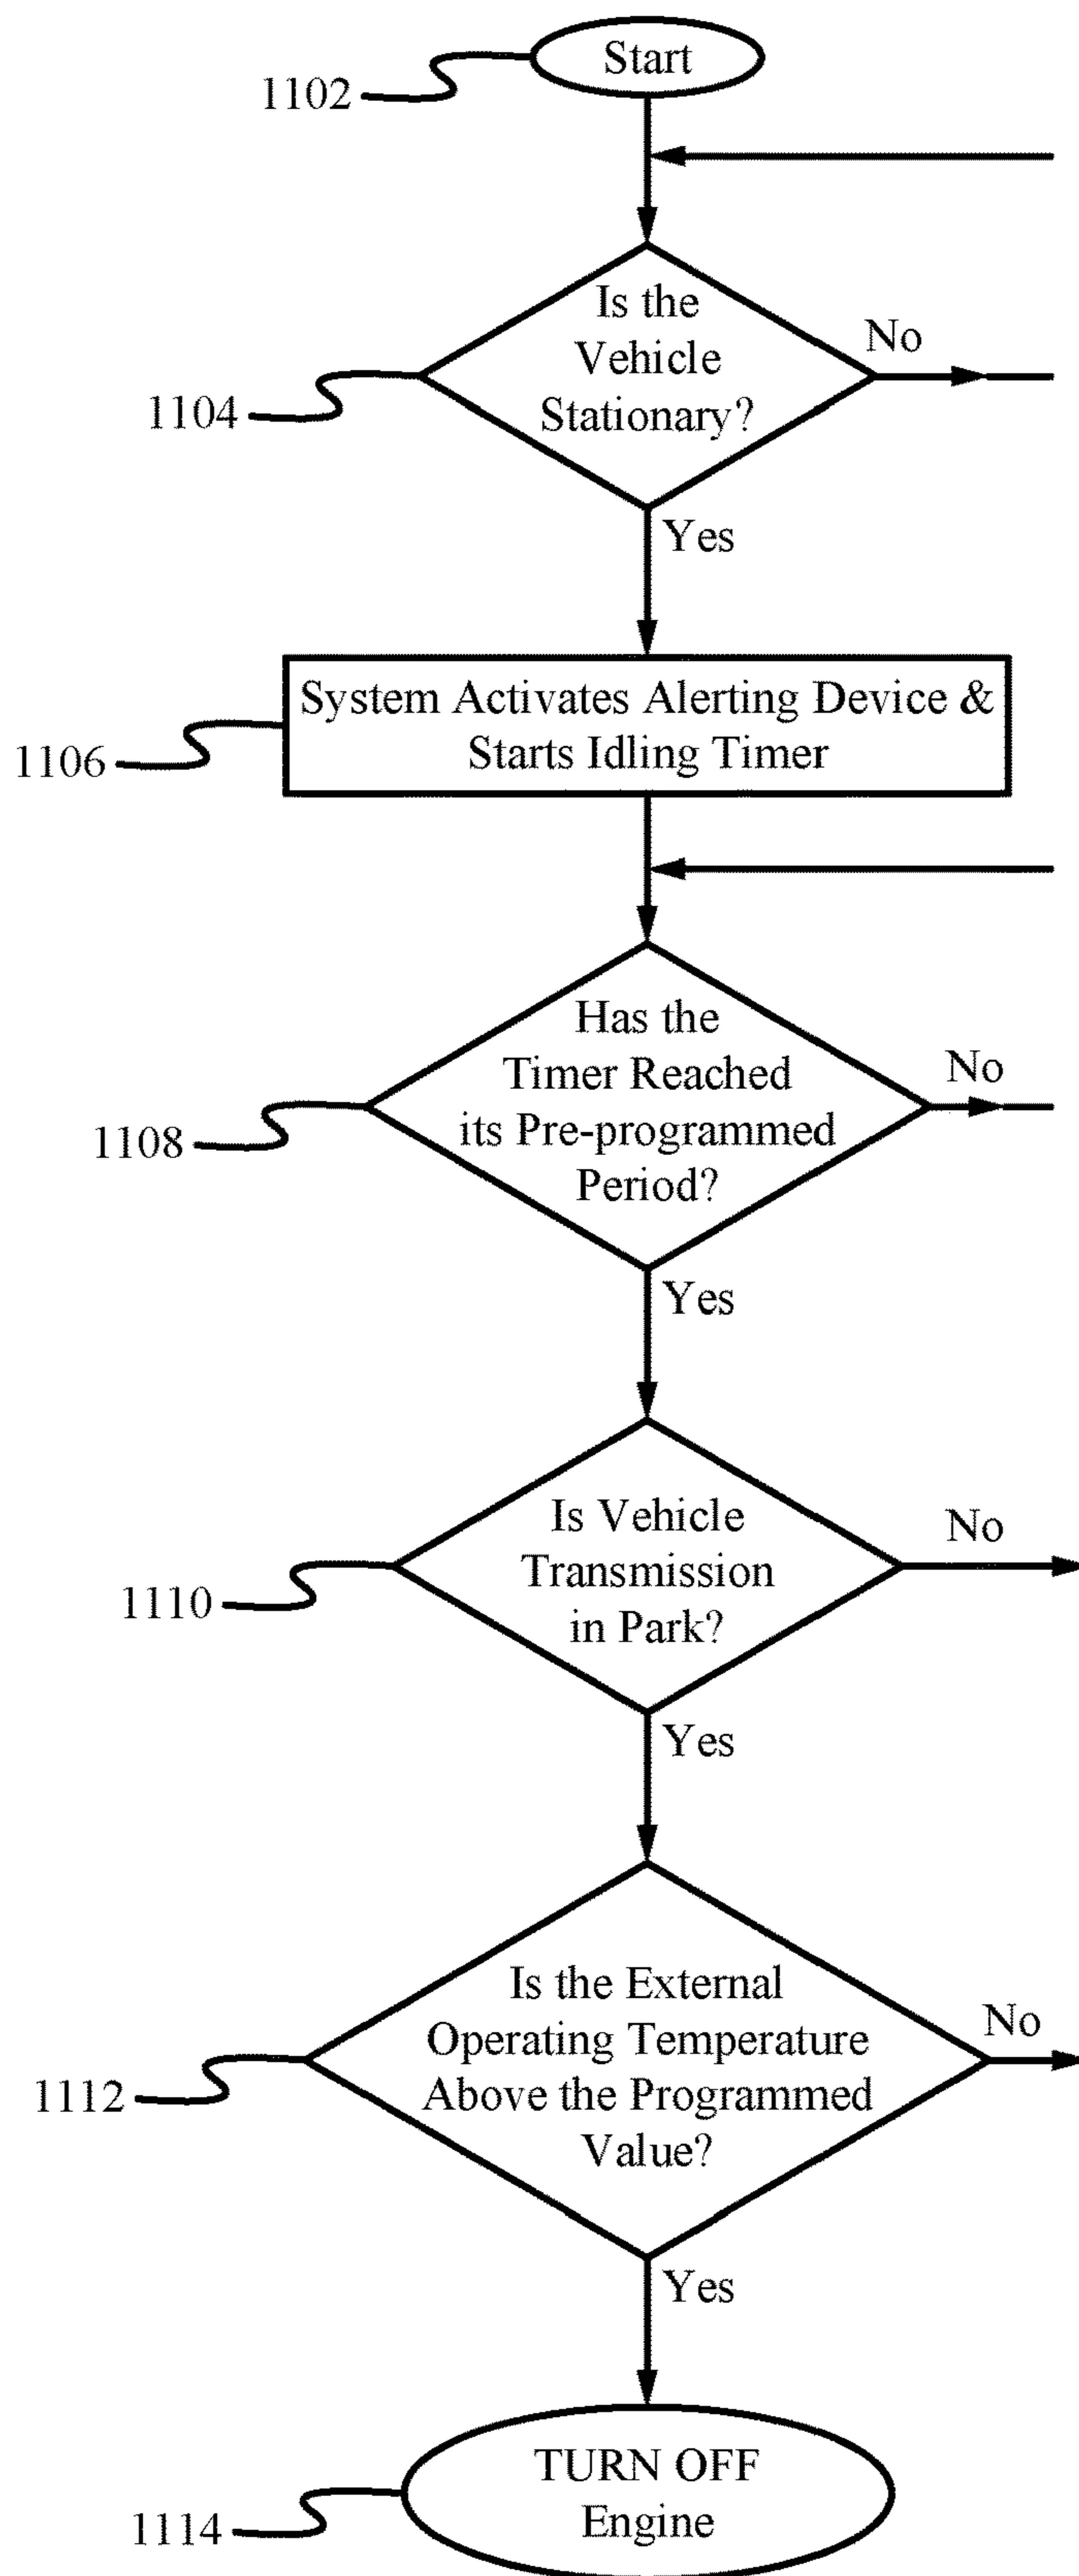 Start
1102
Is the
Vehicle
Stationary?
No
1104
Yes
System Activates Alerting Device &
Starts Idling Timer
1106
Has the
Timer Reached
its Pre-programmed
Period?
No
1108
Yes
Is Vehicle
Transmission
in Park?
No
1110
Yes
Is the External
Operating Temperature
Above the Programmed
Value?
No
1112
Yes
TURN OFF
Engine
1114